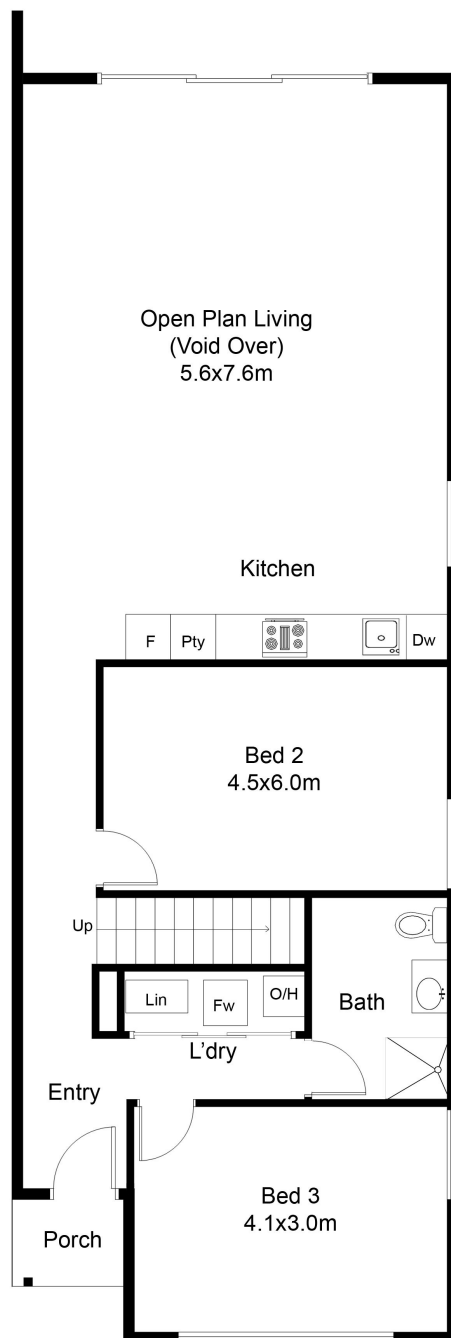 Open Plan Living
(Void Over)
5.6x7.6m
Kitchen
F Pty Dw
Bed 2
4.5x6.0m
Up
Lin Fw O/H
Bath
L'dry
Entry
Bed 3
4.1x3.0m
Porch